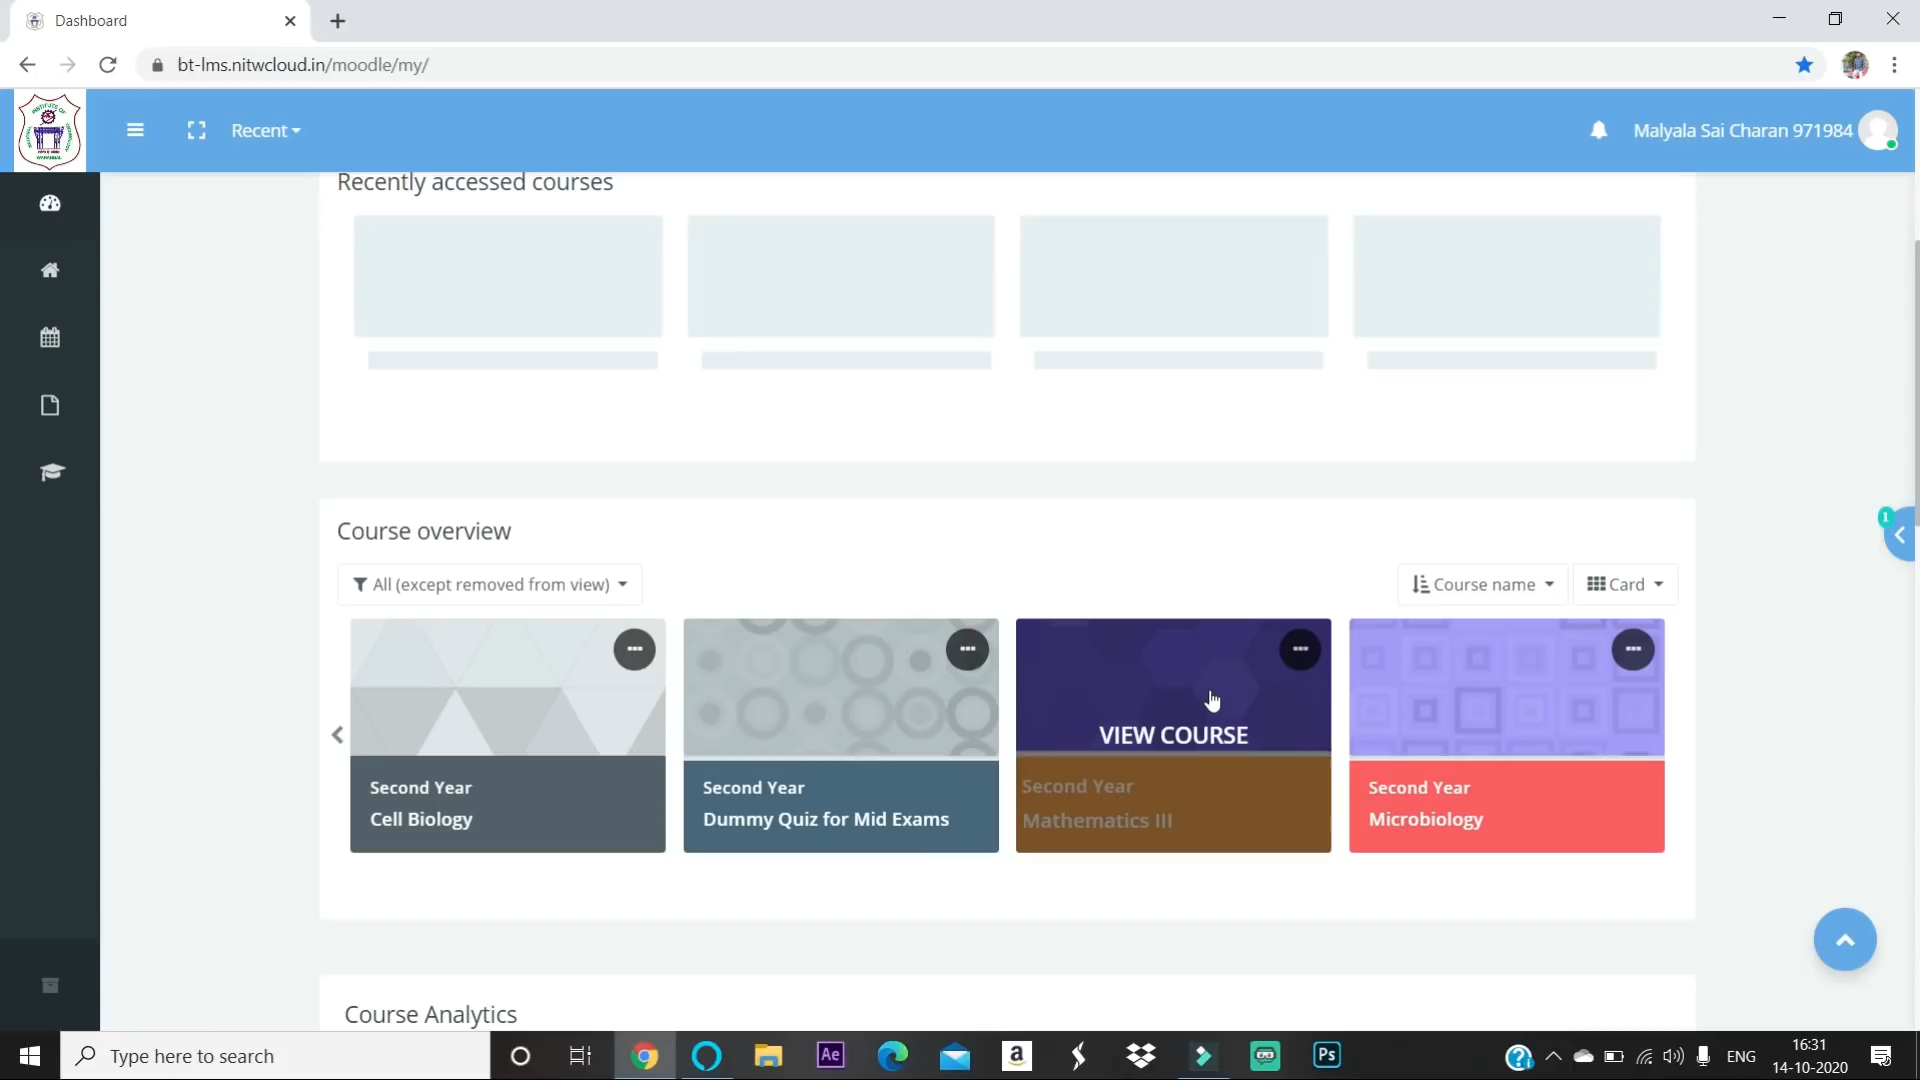 Dashboard
bt-lms.nitwcloud.in/moodle/my/
Recent
Malyala Sai Charan 971984
Recently accessed courses
Course overview
All (except removed from view)
Course name
Card
1
VIEW COURSE
Second Year
Cell Biology
Second Year
Dummy Quiz for Mid Exams
Second Year
Mathematics III
Second Year
Microbiology
Course Analytics
Type here to search
Ae
a
Ps
ENG
16:31
14-10-2020